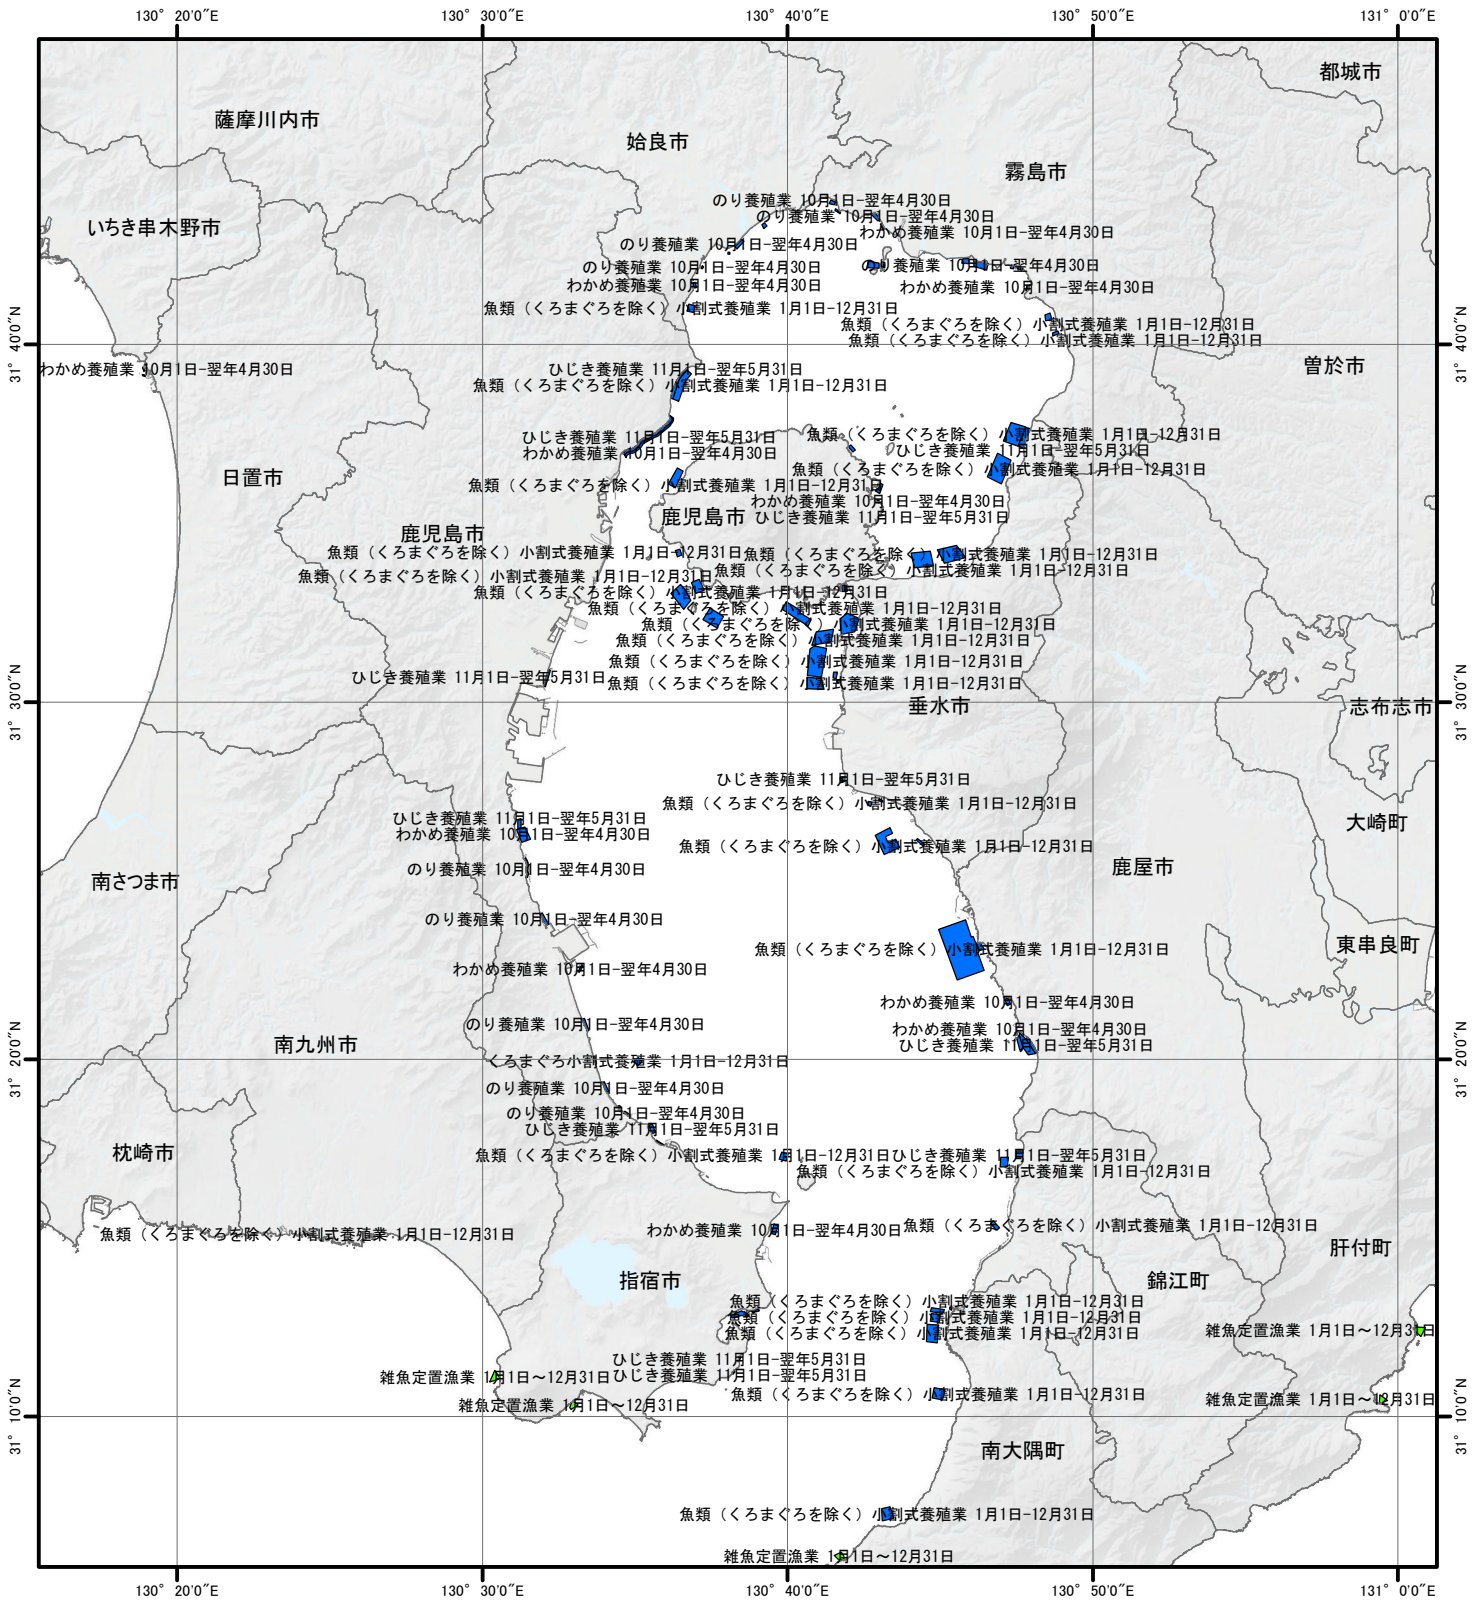 130° 20'0"E
130° 30'0"E
130° 40'0"E
130° 50'0"E
131° 0'0"E
都城市
薩摩川内市
姶良市
霧島市
のり養殖業 10月1日-翌年4月30日
いちき串木野市
のり養殖業 10月1日-翌年4月30日
わかめ養殖業 10月1日-翌年4月30日
のり養殖業 10月1日-翌年4月30日
のり養殖業 10月1日-翌年4月30日
のり養殖業 10月1日-翌年4月30日
わかめ養殖業 10月1日-翌年4月30日
わかめ養殖業 10月1日-翌年4月30日
魚類（くろまぐろを除く）小割式養殖業 1月1日-12月31日
魚類（くろまぐろを除く）小割式養殖業 1月1日-12月31日
魚類（くろまぐろを除く）小割式養殖業 1月1日-12月31日
31° 40'0"N
31° 40'0"N
曽於市
わかめ養殖業 10月1日-翌年4月30日
ひじき養殖業 11月1日-翌年5月31日
魚類（くろまぐろを除く）小割式養殖業 1月1日-12月31日
ひじき養殖業 11月1日-翌年5月31日
魚類（くろまぐろを除く）小割式養殖業 1月1日-12月31日
わかめ養殖業 10月1日-翌年4月30日
ひじき養殖業 11月1日-翌年5月31日
魚類（くろまぐろを除く）小割式養殖業 1月1日-12月31日
日置市
魚類（くろまぐろを除く）小割式養殖業 1月1日-12月31日
わかめ養殖業 10月1日-翌年4月30日
鹿児島市
ひじき養殖業 11月1日-翌年5月31日
鹿児島市
魚類（くろまぐろを除く）小割式養殖業 1月1日-12月31日
魚類（くろまぐろを除く）小割式養殖業 1月1日-12月31日
魚類（くろまぐろを除く）小割式養殖業 1月1日-12月31日
魚類（くろまぐろを除く）小割式養殖業 1月1日-12月31日
魚類（くろまぐろを除く）小割式養殖業 1月1日-12月31日
魚類（くろまぐろを除く）小割式養殖業 1月1日-12月31日
魚類（くろまぐろを除く）小割式養殖業 1月1日-12月31日
魚類（くろまぐろを除く）小割式養殖業 1月1日-12月31日
魚類（くろまぐろを除く）小割式養殖業 1月1日-12月31日
ひじき養殖業 11月1日-翌年5月31日
魚類（くろまぐろを除く）小割式養殖業 1月1日-12月31日
31° 30'0"N
31° 30'0"N
垂水市
志布志市
ひじき養殖業 11月1日-翌年5月31日
魚類（くろまぐろを除く）小割式養殖業 1月1日-12月31日
ひじき養殖業 11月1日-翌年5月31日
大崎町
わかめ養殖業 10月1日-翌年4月30日
魚類（くろまぐろを除く）小割式養殖業 1月1日-12月31日
のり養殖業 10月1日-翌年4月30日
鹿屋市
南さつま市
のり養殖業 10月1日-翌年4月30日
東串良町
魚類（くろまぐろを除く）小割式養殖業 1月1日-12月31日
わかめ養殖業 10月1日-翌年4月30日
わかめ養殖業 10月1日-翌年4月30日
のり養殖業 10月1日-翌年4月30日
わかめ養殖業 10月1日-翌年4月30日
南九州市
ひじき養殖業 11月1日-翌年5月31日
31° 20'0"N
31° 20'0"N
くろまぐろ小割式養殖業 1月1日-12月31日
のり養殖業 10月1日-翌年4月30日
のり養殖業 10月1日-翌年4月30日
ひじき養殖業 11月1日-翌年5月31日
枕崎市
魚類（くろまぐろを除く）小割式養殖業 1月1日-12月31日
ひじき養殖業 11月1日-翌年5月31日
魚類（くろまぐろを除く）小割式養殖業 1月1日-12月31日
魚類（くろまぐろを除く）小割式養殖業 1月1日-12月31日
わかめ養殖業 10月1日-翌年4月30日
魚類（くろまぐろを除く）小割式養殖業 1月1日-12月31日
肝付町
指宿市
錦江町
魚類（くろまぐろを除く）小割式養殖業 1月1日-12月31日
魚類（くろまぐろを除く）小割式養殖業 1月1日-12月31日
魚類（くろまぐろを除く）小割式養殖業 1月1日-12月31日
雑魚定置漁業 1月1日～12月31日
ひじき養殖業 11月1日-翌年5月31日
雑魚定置漁業 1月1日～12月31日
ひじき養殖業 11月1日-翌年5月31日
魚類（くろまぐろを除く）小割式養殖業 1月1日-12月31日
雑魚定置漁業 1月1日～12月31日
雑魚定置漁業 1月1日～12月31日
31° 10'0"N
31° 10'0"N
南大隅町
魚類（くろまぐろを除く）小割式養殖業 1月1日-12月31日
雑魚定置漁業 1月1日～12月31日
130° 20'0"E
130° 30'0"E
130° 40'0"E
130° 50'0"E
131° 0'0"E